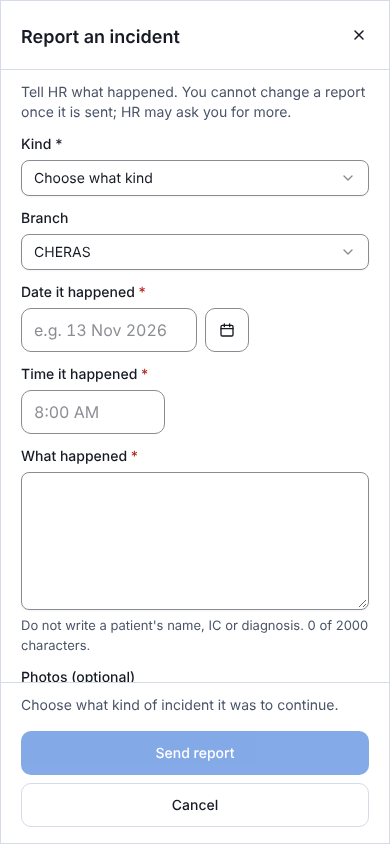 Report an incident
Tell HR what happened. You cannot change a report
once it is sent; HR may ask you for more.
Kind *
Choose what kind
Branch
CHERAS
Date it happened *
e.g. 13 Nov 2026
Time it happened *
8:00 AM
What happened *
Do not write a patient's name, IC or diagnosis. 0 of 2000
characters.
Photos (optional)
Choose what kind of incident it was to continue.
Send report
Cancel